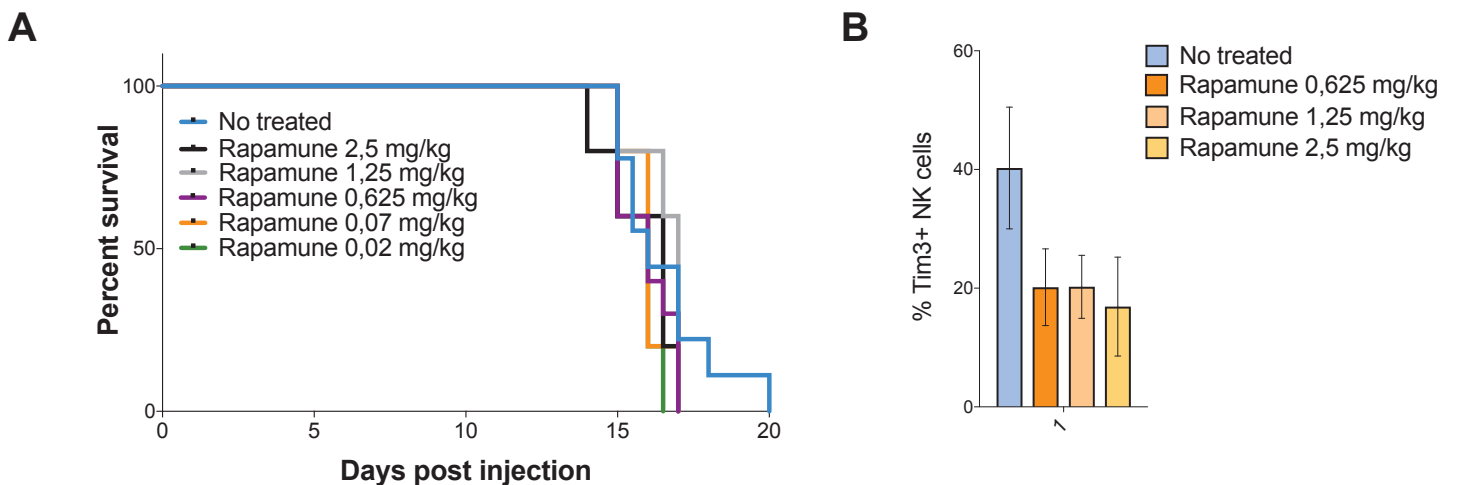 A
Percent survival
100
50
0
No treated
Rapamune 2,5 mg/kg
Rapamune 1,25 mg/kg
Rapamune 0,625 mg/kg
Rapamune 0,07 mg/kg
Rapamune 0,02 mg/kg
0 5 10 15 20
Days post injection
B
% Tim3+ NK cells
60
40
20
0
1
No treated
Rapamune 0,625 mg/kg
Rapamune 1,25 mg/kg
Rapamune 2,5 mg/kg